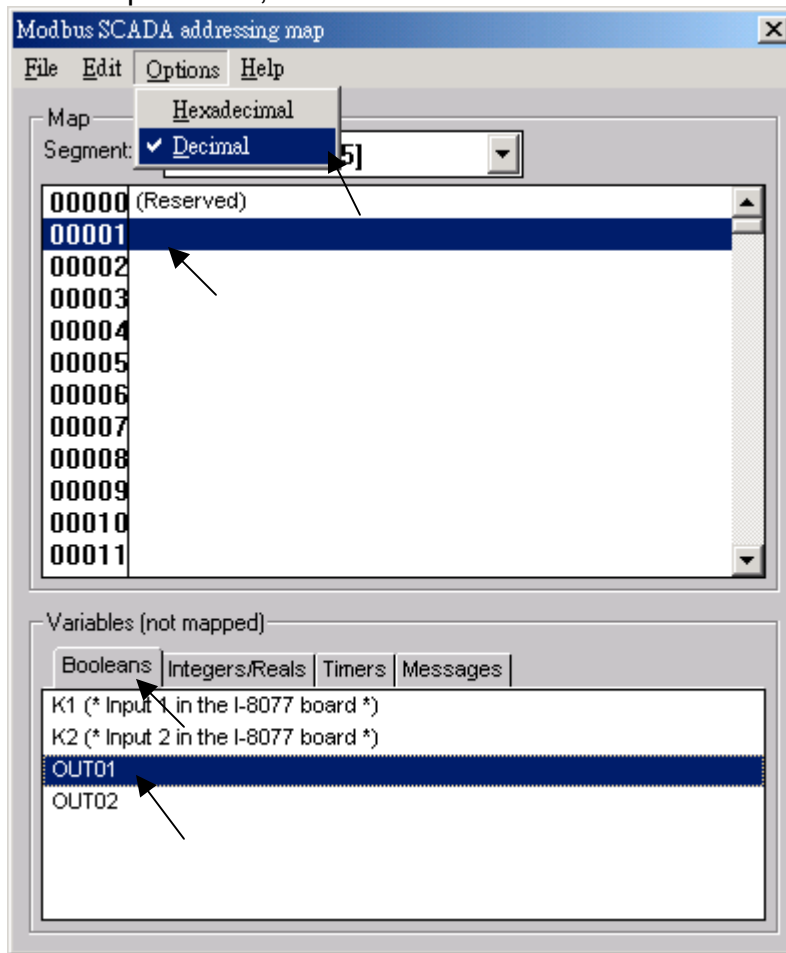 Modbus SCADA addressing map
File Edit Options Help
Hexadecimal
Decimal
Map
Segment: 5]
00000 (Reserved)
00001
00002
00003
00004
00005
00006
00007
00008
00009
00010
00011
Variables (not mapped)
Booleans Integers/Reals Timers Messages
K1 (* Input 1 in the I-8077 board *)
K2 (* Input 2 in the I-8077 board *)
OUT01
OUT02